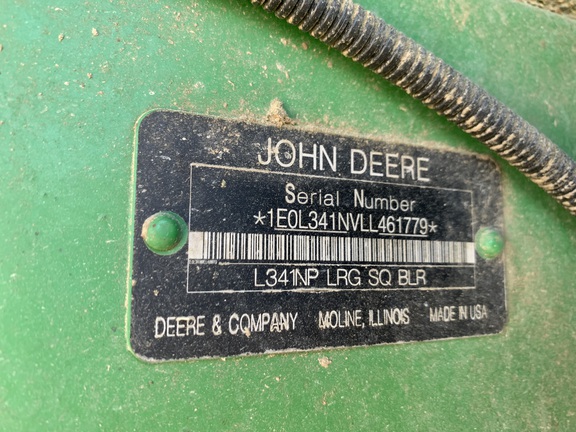 JOHN DEERE
Serial Number
*1E0L341NVLL461779*
L341NP LRG SQ BLR
DEERE & COMPANY MOLINE, ILLINOIS MADE IN USA